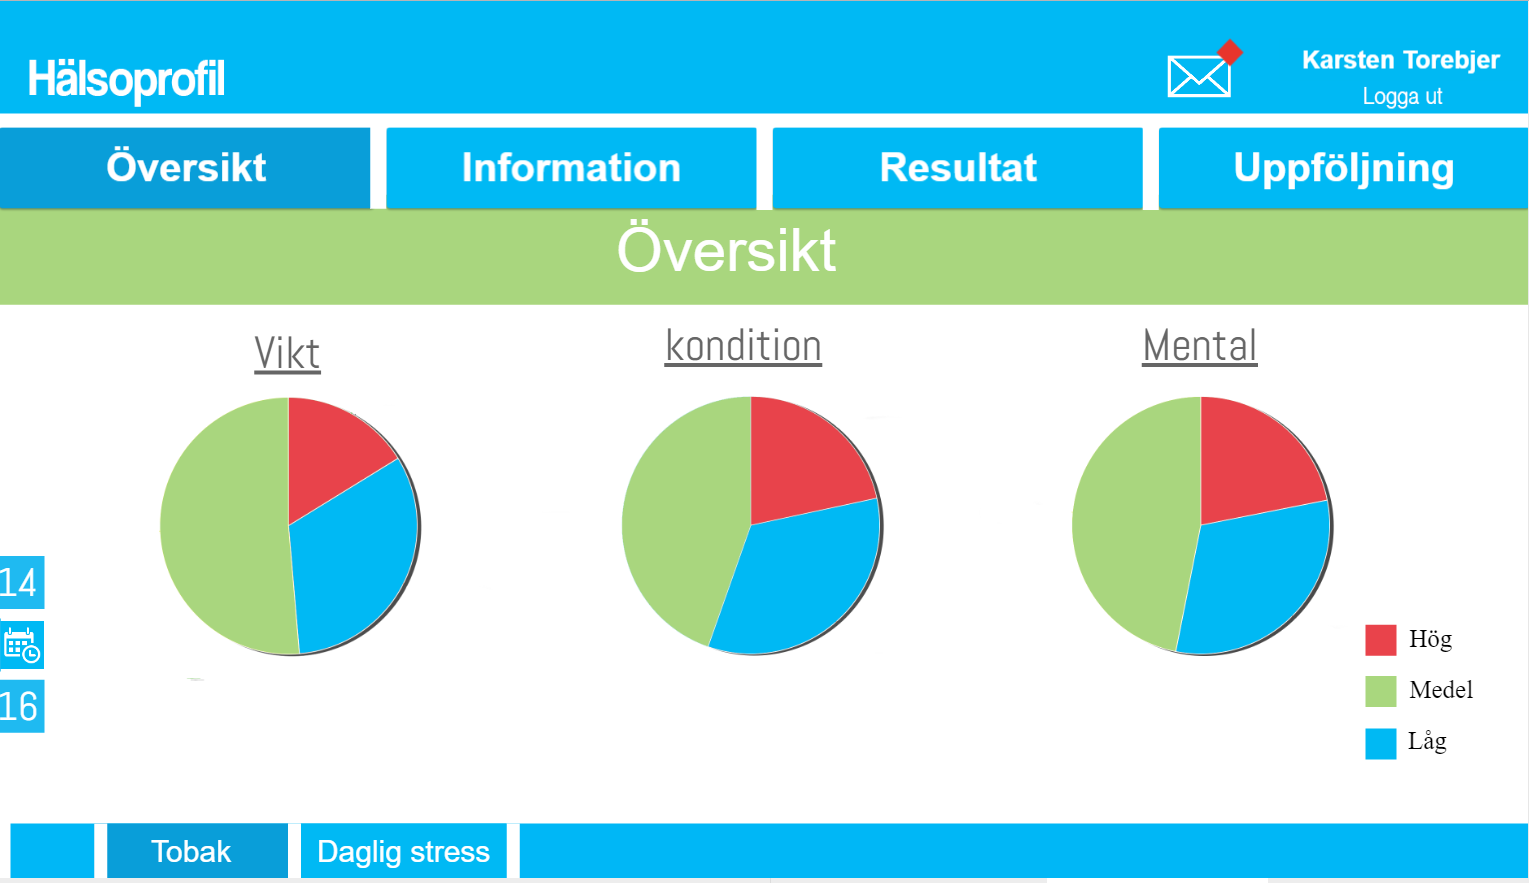 Hälsoprofil
Karsten Torebjer
Logga ut
Översikt
Information
Resultat
Uppföljning
Översikt
Vikt
kondition
Mental
14
16
Hög
Medel
Låg
Tobak
Daglig stress